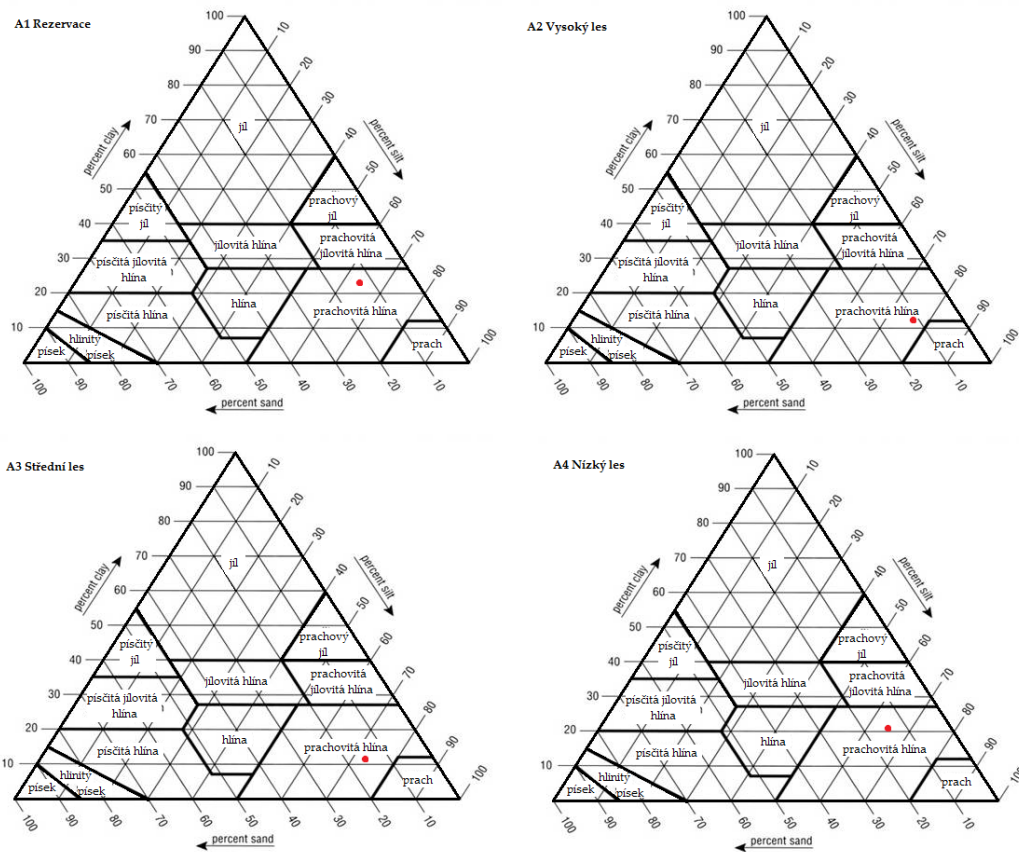 A1 Rezervace
100
90
80
70
60
50
40
30
20
10
10
20
30
40
50
60
70
80
90
100
100
90
80
70
60
50
40
30
20
10
percent clay
percent silt
percent sand
jíl
písčitý
jíl
prachový
jíl
jílovitá hlína
prachovitá
jílovitá hlína
písčitá jílovitá
hlína
písčitá hlína
hlína
prachovitá hlína
hlinity
písek
písek
prach
A2 Vysoký les
100
90
80
70
60
50
40
30
20
10
10
20
30
40
50
60
70
80
90
100
100
90
80
70
60
50
40
30
20
10
percent clay
percent silt
percent sand
jíl
písčitý
jíl
prachový
jíl
jílovitá hlína
prachovitá
jílovitá hlína
písčitá jílovitá
hlína
písčitá hlína
hlína
prachovitá hlína
hlinity
písek
písek
prach
A3 Střední les
100
90
80
70
60
50
40
30
20
10
10
20
30
40
50
60
70
80
90
100
100
90
80
70
60
50
40
30
20
10
percent clay
percent silt
percent sand
jíl
písčitý
jíl
prachový
jíl
jílovitá hlína
prachovitá
jílovitá hlína
písčitá jílovitá
hlína
písčitá hlína
hlína
prachovitá hlína
hlinity
písek
písek
prach
A4 Nízký les
100
90
80
70
60
50
40
30
20
10
10
20
30
40
50
60
70
80
90
100
100
90
80
70
60
50
40
30
20
10
percent clay
percent silt
percent sand
jíl
písčitý
jíl
prachový
jíl
jílovitá hlína
prachovitá
jílovitá hlína
písčitá jílovitá
hlína
písčitá hlína
hlína
prachovitá hlína
hlinity
písek
písek
prach